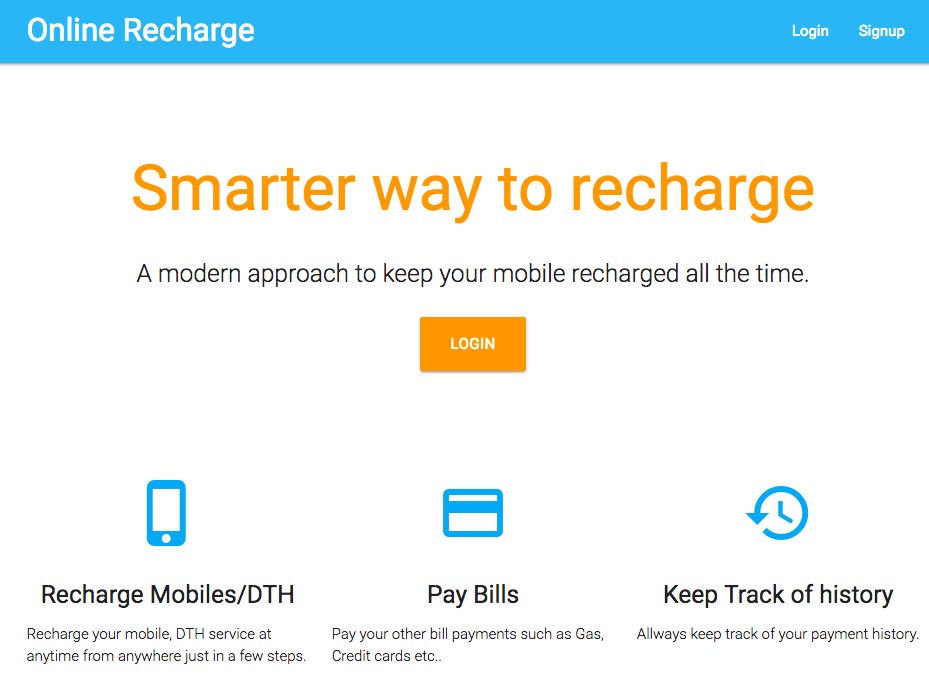 Online Recharge
Login
Signup
Smarter way to recharge
A modern approach to keep your mobile recharged all the time.
LOGIN
Recharge Mobiles/DTH
Recharge your mobile, DTH service at
anytime from anywhere just in a few steps.
Pay Bills
Pay your other bill payments such as Gas,
Credit cards etc..
Keep Track of history
Allways keep track of your payment history.